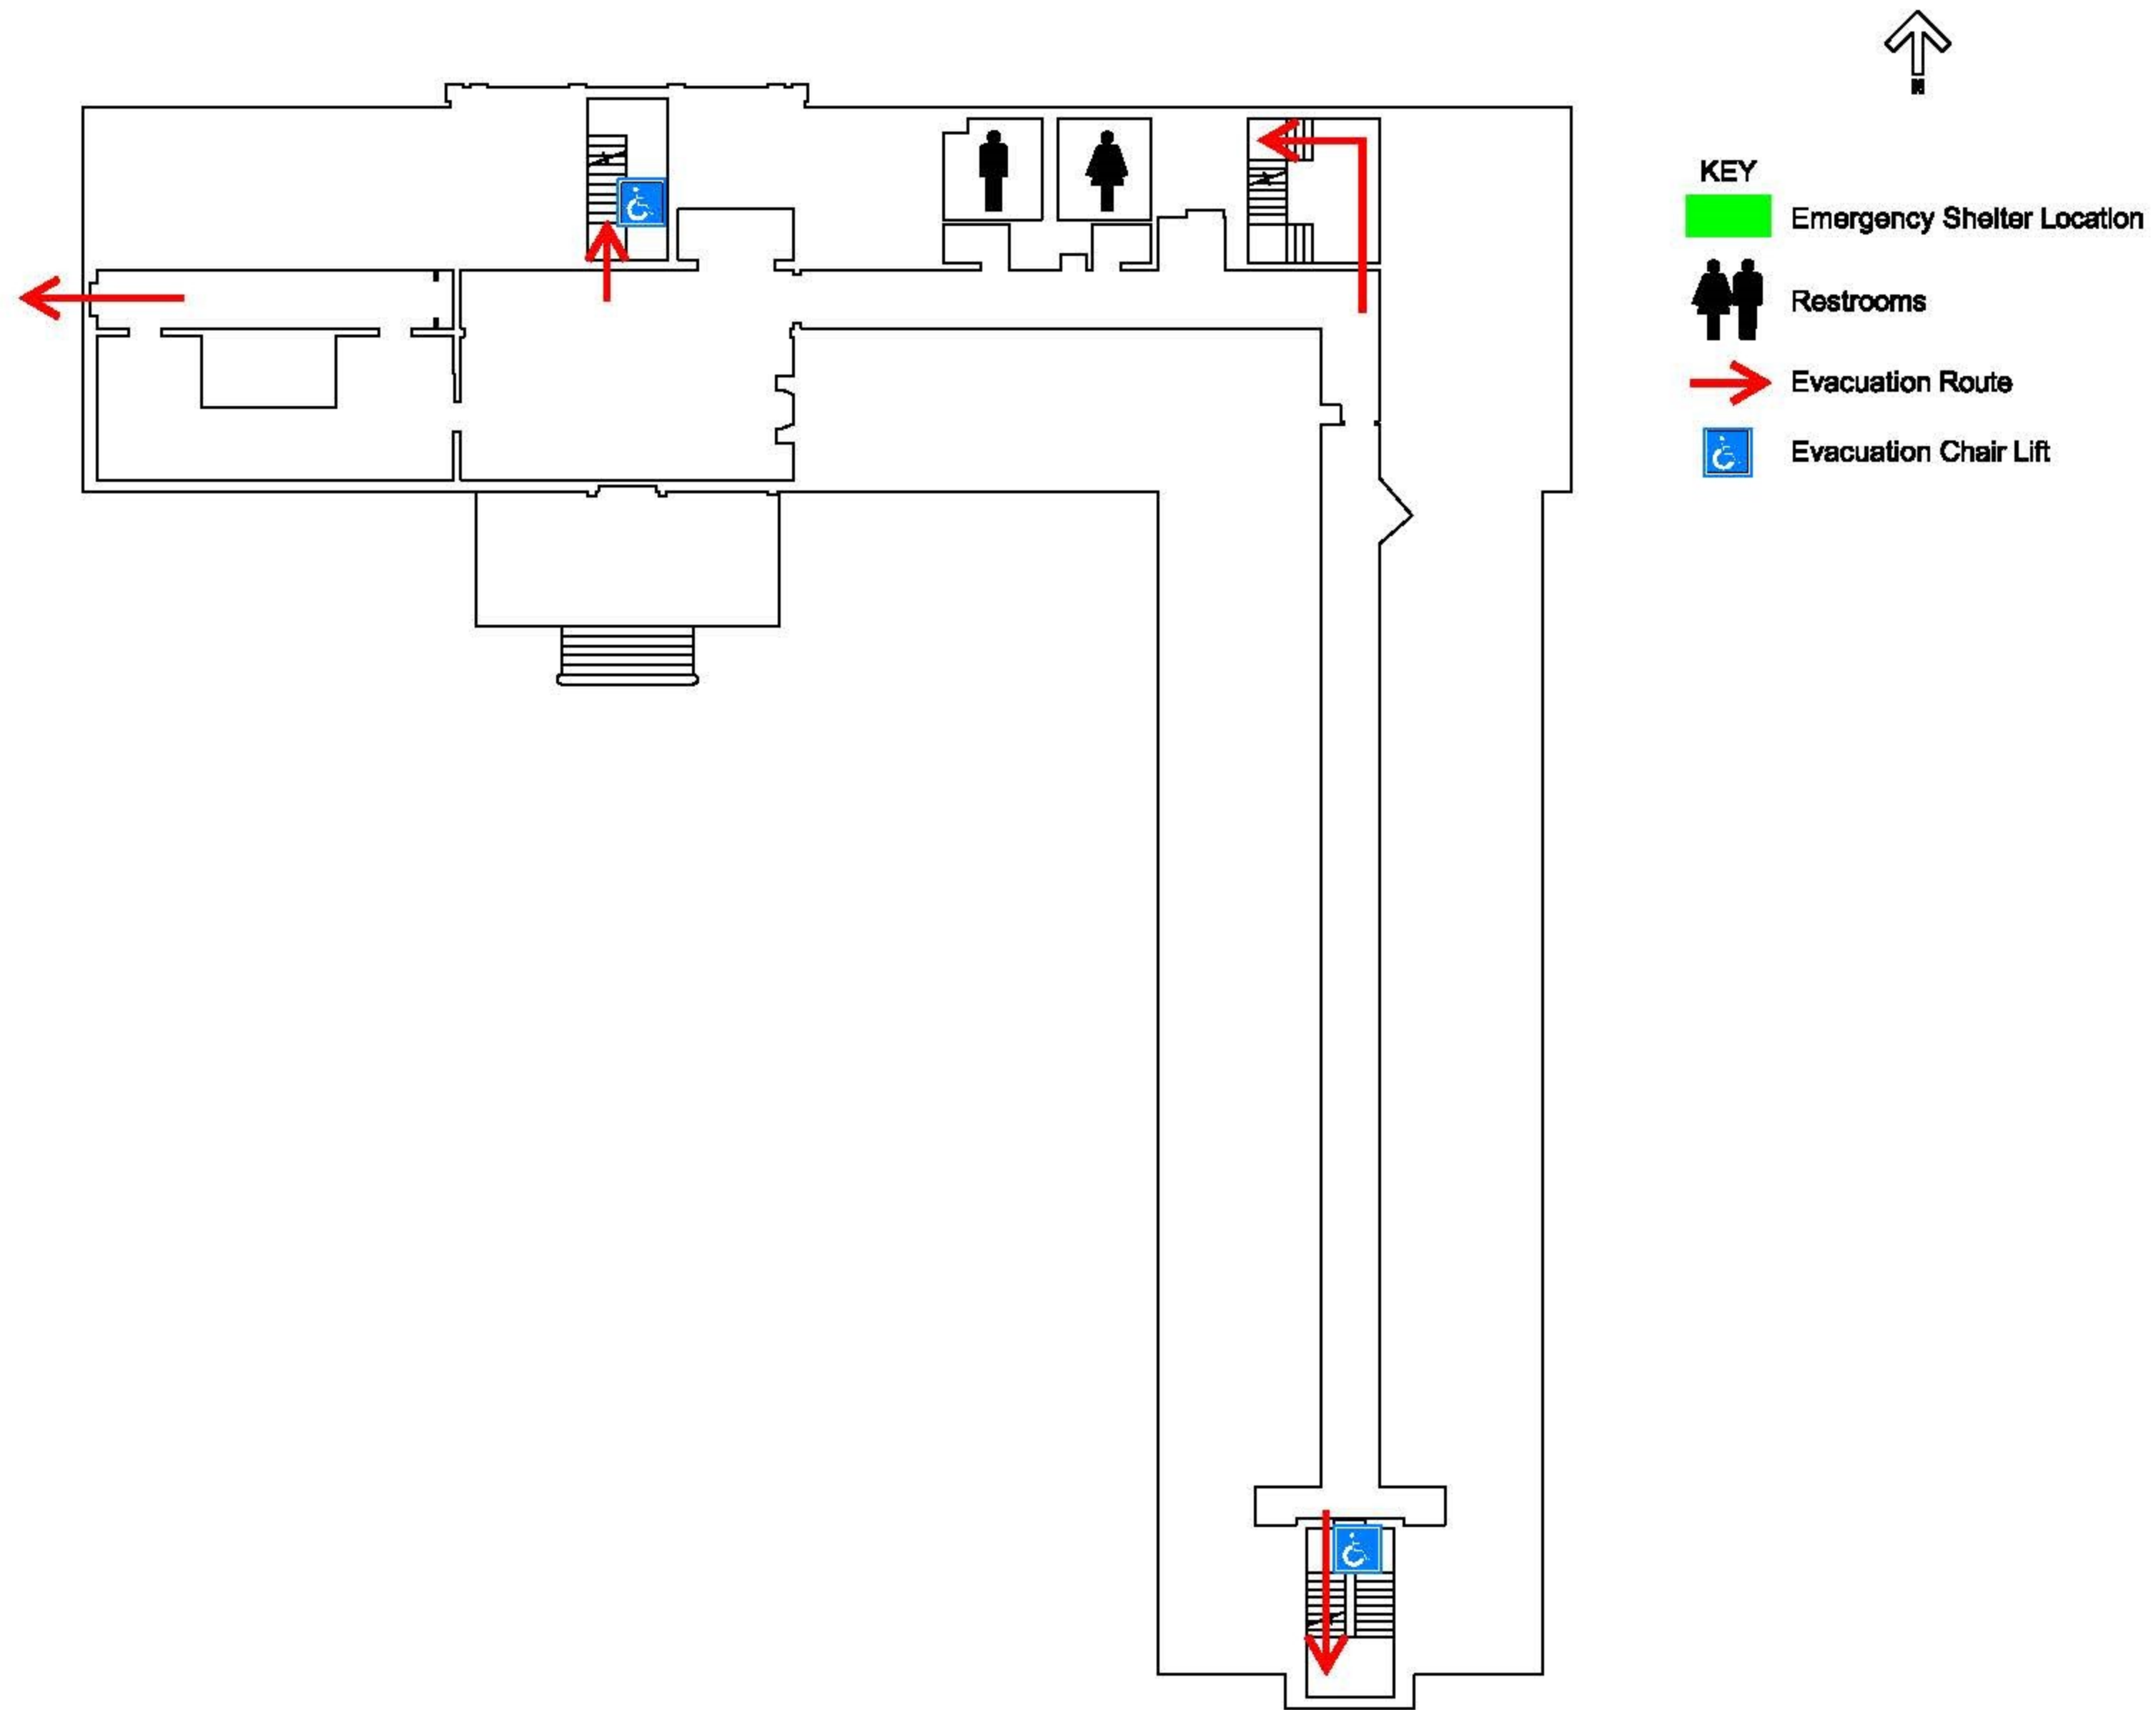 N
KEY
Emergency Shelter Location
Restrooms
Evacuation Route
Evacuation Chair Lift